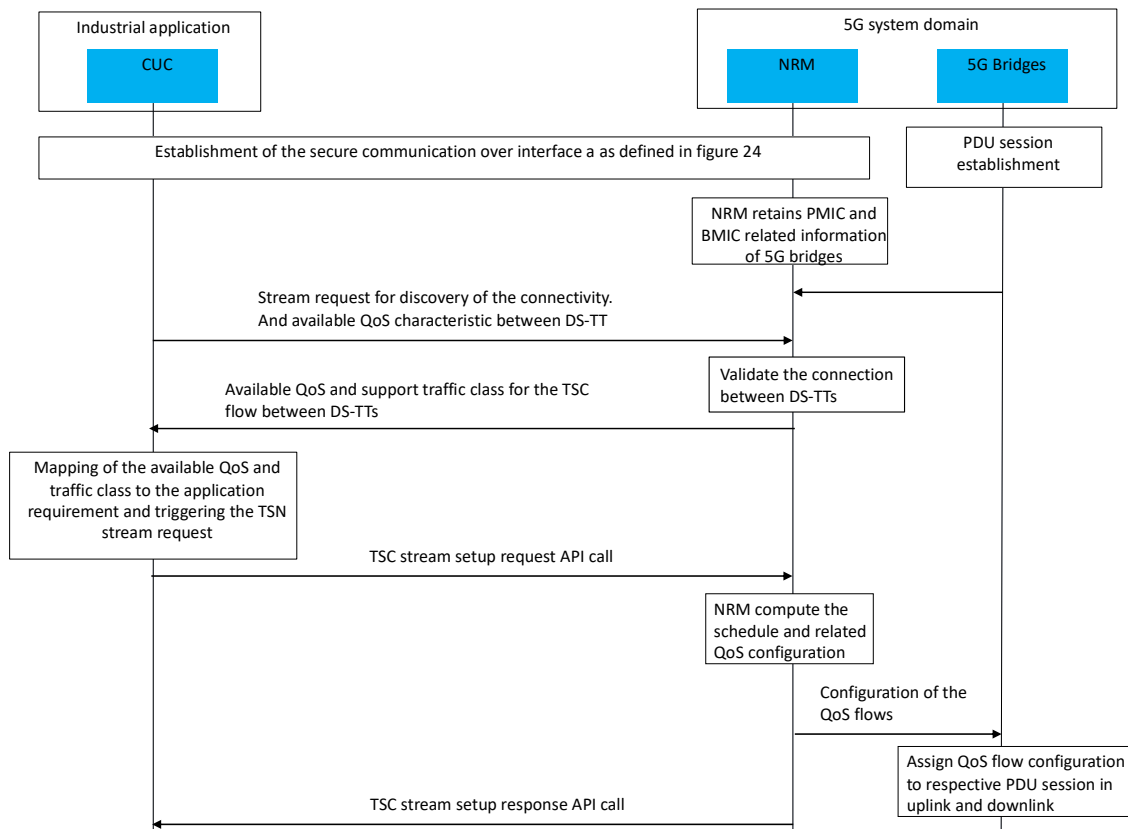 Industrial application
5G system domain
CUC
NRM
5G Bridges
Establishment of the secure communication over interface a as defined in figure 24
PDU session
establishment
NRM retains PMIC and
BMIC related information
of 5G bridges
Stream request for discovery of the connectivity.
And available QoS characteristic between DS-TT
Validate the connection
between DS-TTs
Available QoS and support traffic class for the TSC
flow between DS-TTs
Mapping of the available QoS and
traffic class to the application
requirement and triggering the TSN
stream request
TSC stream setup request API call
NRM compute the
schedule and related
QoS configuration
Configuration of the
QoS flows
Assign QoS flow configuration
to respective PDU session in
uplink and downlink
TSC stream setup response API call